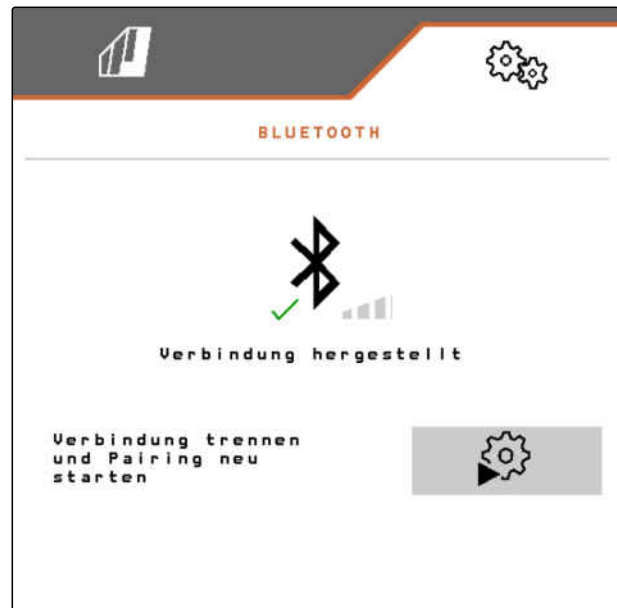 BLUETOOTH
Verbindung hergestellt
Verbindung trennen
und Pairing neu
starten